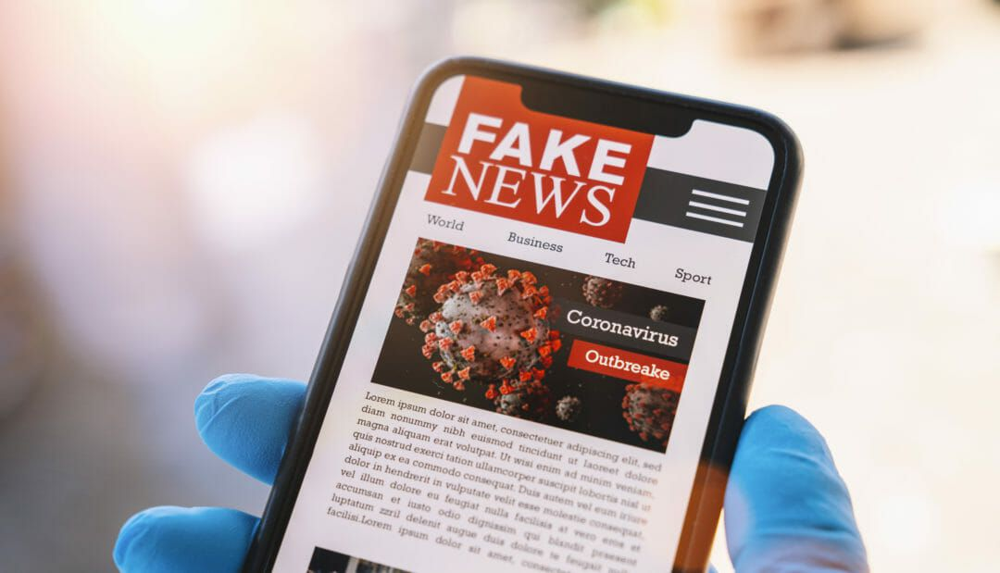 FAKE
NEWS
World Business Tech Sport
Coronavirus
Outbreake
Lorem ipsum dolor sit amet, consectetuer adipiscing elit, sed
diam nonummy nibh euismod tincidunt ut laoreet dolore
magna aliquam erat volutpat. Ut wisi enim ad minim veniam,
quis nostrud exerci tation ullamcorper suscipit lobortis nisl ut
aliquip ex ea commodo consequat. Duis autem vel eum iriure
dolor in hendrerit in vulputate velit esse molestie consequat,
vel illum dolore eu feugiat nulla facilisis at vero eros et
accumsan et iusto odio dignissim qui blandit praesent
luptatum zzril delenit augue duis dolore te feugait nulla
facilisi.Lorem ipsum dolor sit amet,